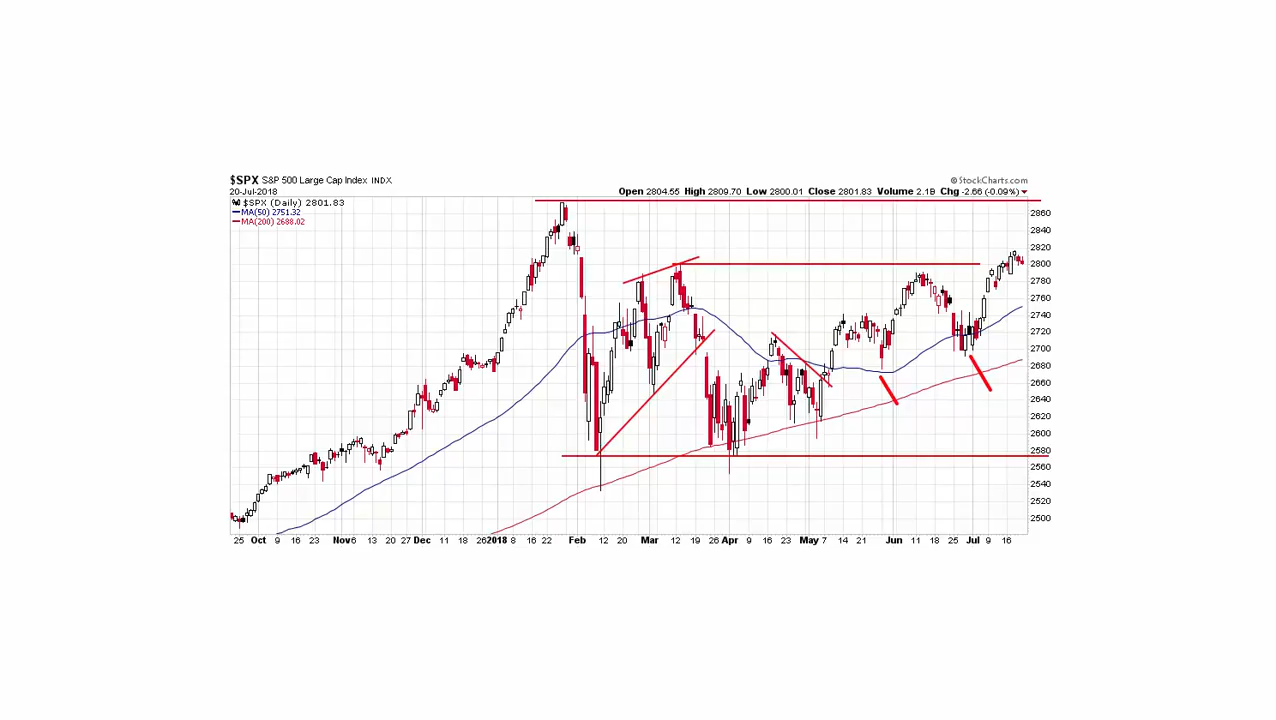 $SPX S&P 500 Large Cap Index INDX
© StockCharts.com
20-Jul-2018
Open 2804.55 High 2809.70 Low 2800.01 Close 2801.83 Volume 2.1B Chg -2.66 (-0.09%)
$SPX (Daily) 2801.83
MA(50) 2751.32
MA(200) 2688.02
2860
2840
2820
2800
2780
2760
2740
2720
2700
2680
2660
2640
2620
2600
2580
2560
2540
2520
2500
25 Oct 9 16 23 Nov 6 13 20 27 Dec 11 18 26 2018 8 16 22 Feb 12 20 Mar 12 19 26 Apr 9 16 23 May 7 14 21 Jun 11 18 25 Jul 9 16